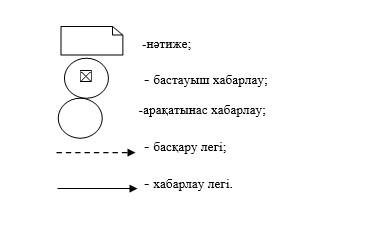 -нәтиже;
- бастауыш хабарлау;
-арақатынас хабарлау;
- басқару легі;
- хабарлау легі.